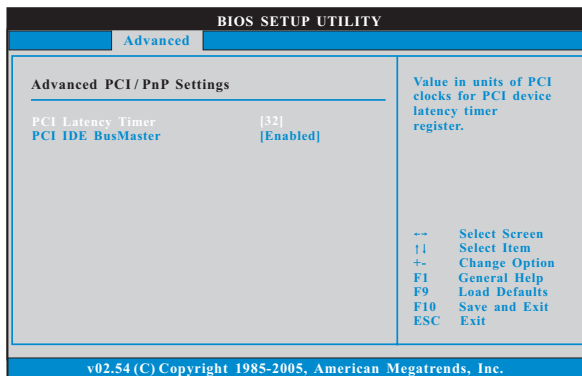 BIOS SETUP UTILITY
Advanced
Advanced PCI / PnP Settings
PCI Latency Timer [32]
PCI IDE BusMaster [Enabled]
Value in units of PCI
clocks for PCI device
latency timer
register.
←→ Select Screen
↑↓ Select Item
+- Change Option
F1 General Help
F9 Load Defaults
F10 Save and Exit
ESC Exit
v02.54 (C) Copyright 1985-2005, American Megatrends, Inc.